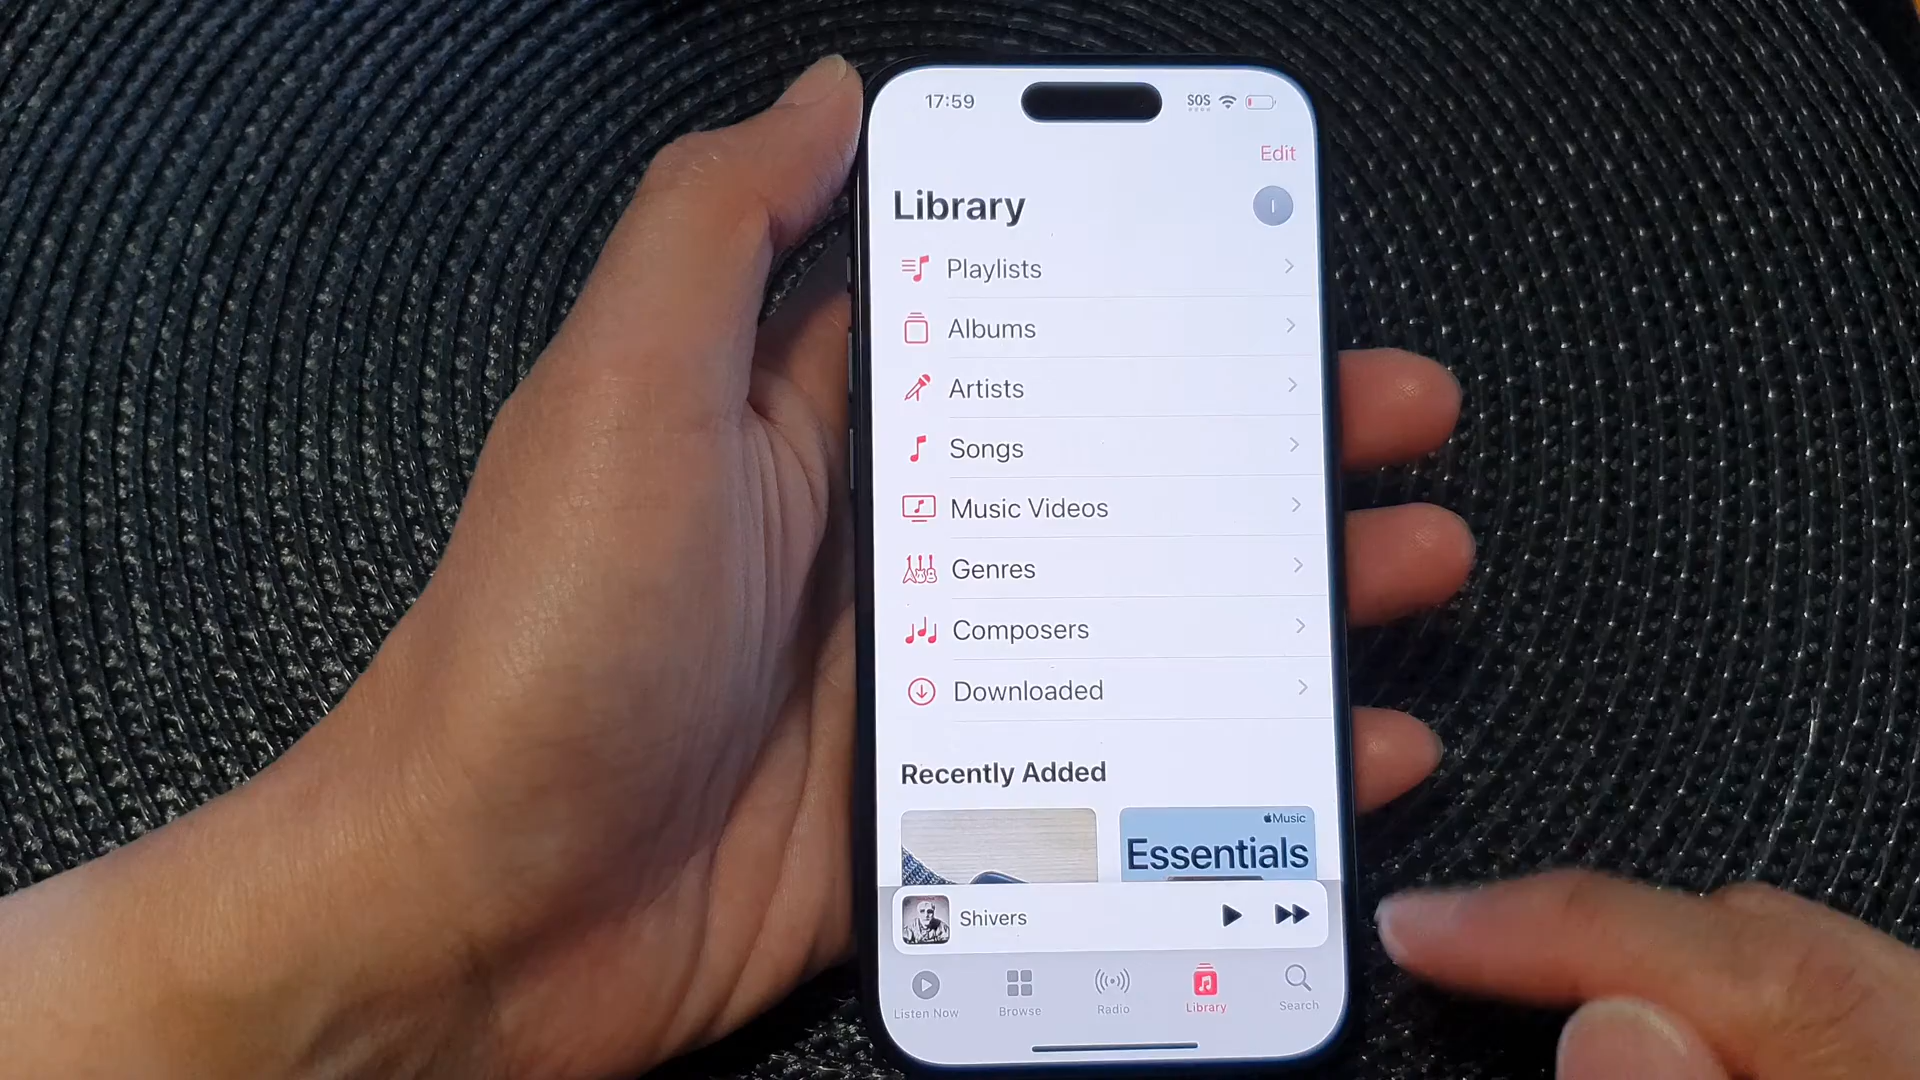 17:59 SOS
Edit
Library
I
Playlists
Albums
Artists
Songs
Music Videos
Genres
Composers
Downloaded
Recently Added
Music
Essentials
Shivers
Listen Now Browse Radio Library Search